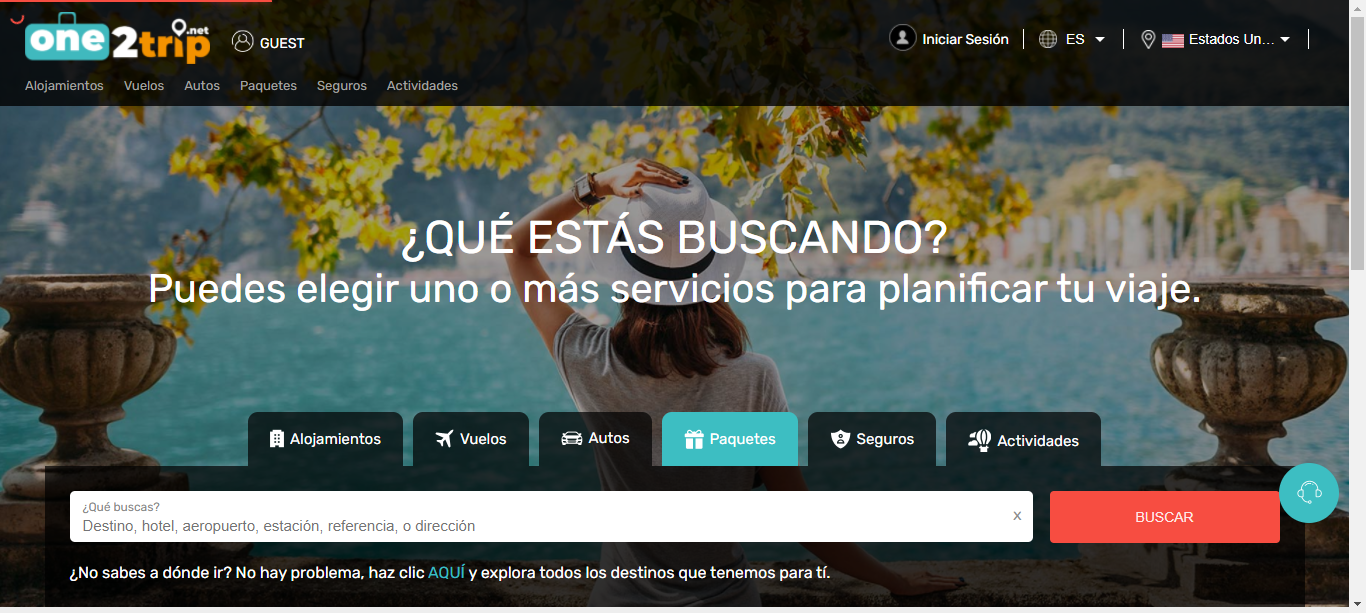 one2trip.net
GUEST
Iniciar Sesión
ES
Estados Un...
Alojamientos Vuelos Autos Paquetes Seguros Actividades
¿QUÉ ESTÁS BUSCANDO?
Puedes elegir uno o más servicios para planificar tu viaje.
Alojamientos Vuelos Autos Paquetes Seguros Actividades
¿Qué buscas?
Destino, hotel, aeropuerto, estación, referencia, o dirección
x
BUSCAR
¿No sabes a dónde ir? No hay problema, haz clic AQUÍ y explora todos los destinos que tenemos para tí.